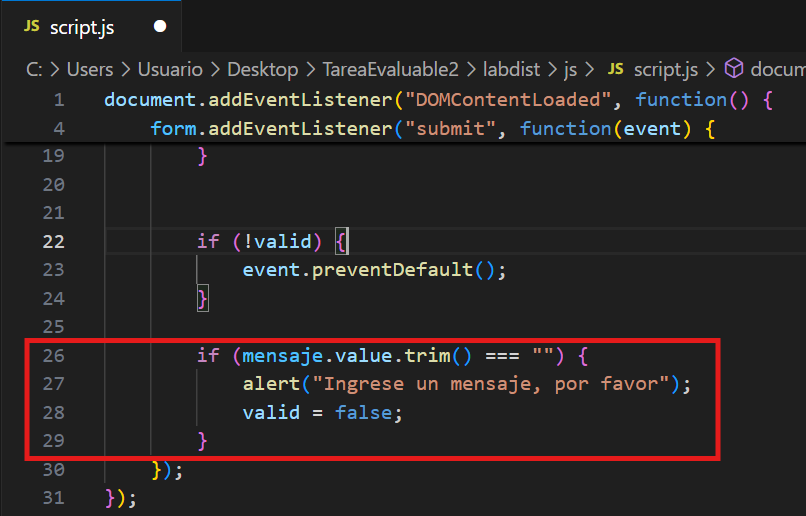 JS script.js
C: > Users > Usuario > Desktop > TareaEvaluable2 > labdist > js > JS script.js > docum
1 document.addEventListener("DOMContentLoaded", function() {
4 form.addEventListener("submit", function(event) {
19 }
20
21
22 if (!valid) {
23 event.preventDefault();
24 }
25
26 if (mensaje.value.trim() === "") {
27 alert("Ingrese un mensaje, por favor");
28 valid = false;
29 }
30 });
31 });